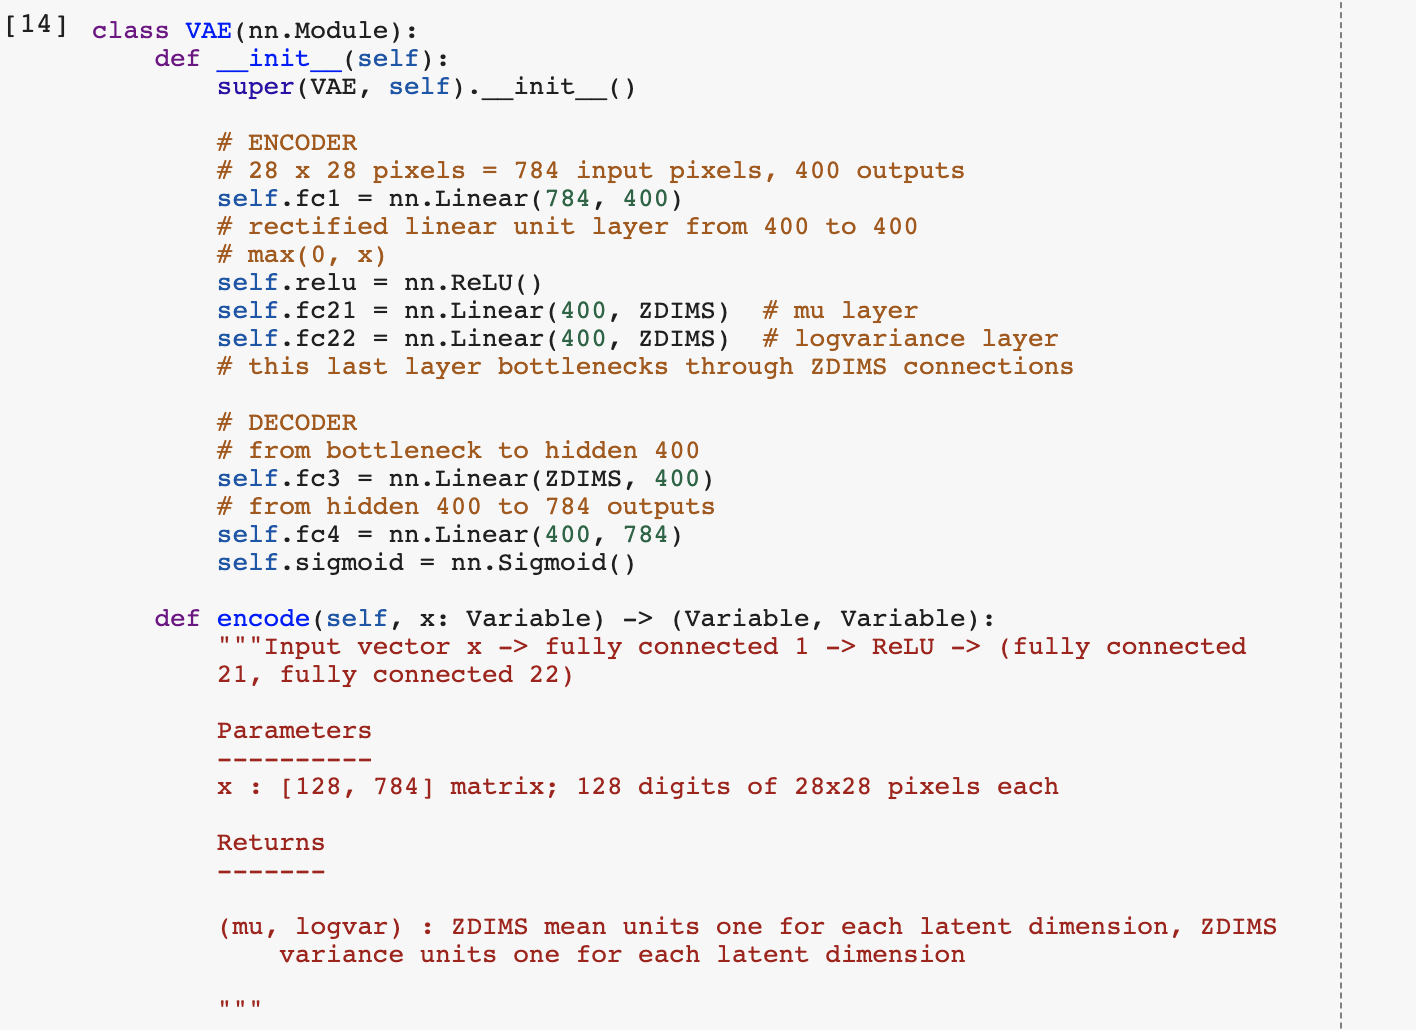 [14] class VAE(nn.Module):
    def __init__(self):
        super(VAE, self).__init__()

        # ENCODER
        # 28 x 28 pixels = 784 input pixels, 400 outputs
        self.fc1 = nn.Linear(784, 400)
        # rectified linear unit layer from 400 to 400
        # max(0, x)
        self.relu = nn.ReLU()
        self.fc21 = nn.Linear(400, ZDIMS)  # mu layer
        self.fc22 = nn.Linear(400, ZDIMS)  # logvariance layer
        # this last layer bottlenecks through ZDIMS connections

        # DECODER
        # from bottleneck to hidden 400
        self.fc3 = nn.Linear(ZDIMS, 400)
        # from hidden 400 to 784 outputs
        self.fc4 = nn.Linear(400, 784)
        self.sigmoid = nn.Sigmoid()

    def encode(self, x: Variable) -> (Variable, Variable):
        """Input vector x -> fully connected 1 -> ReLU -> (fully connected
        21, fully connected 22)

        Parameters
        ----------
        x : [128, 784] matrix; 128 digits of 28x28 pixels each

        Returns
        -------

        (mu, logvar) : ZDIMS mean units one for each latent dimension, ZDIMS
            variance units one for each latent dimension

        """